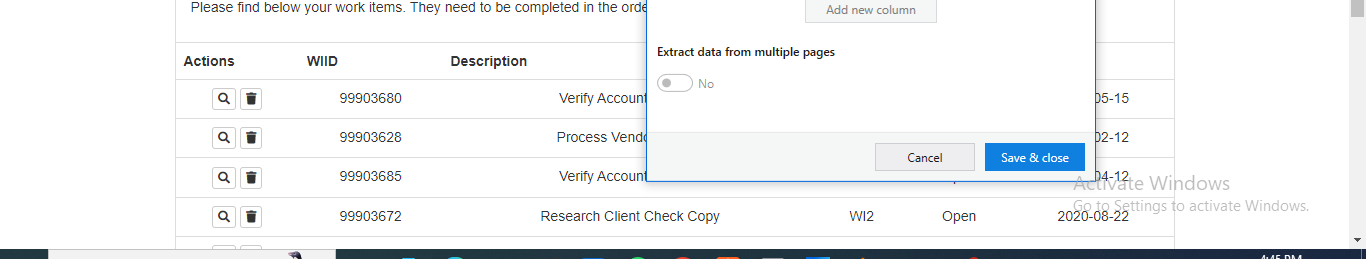 Please find below your work items. They need to be completed in the orde
Add new column
Extract data from multiple pages
No
Cancel Save & close
Actions WIID Description
99903680 Verify Account 05-15
99903628 Process Vendo 02-12
99903685 Verify Account 04-12
99903672 Research Client Check Copy WI2 Open 2020-08-22
Activate Windows
Go to Settings to activate Windows.
4:45 PM